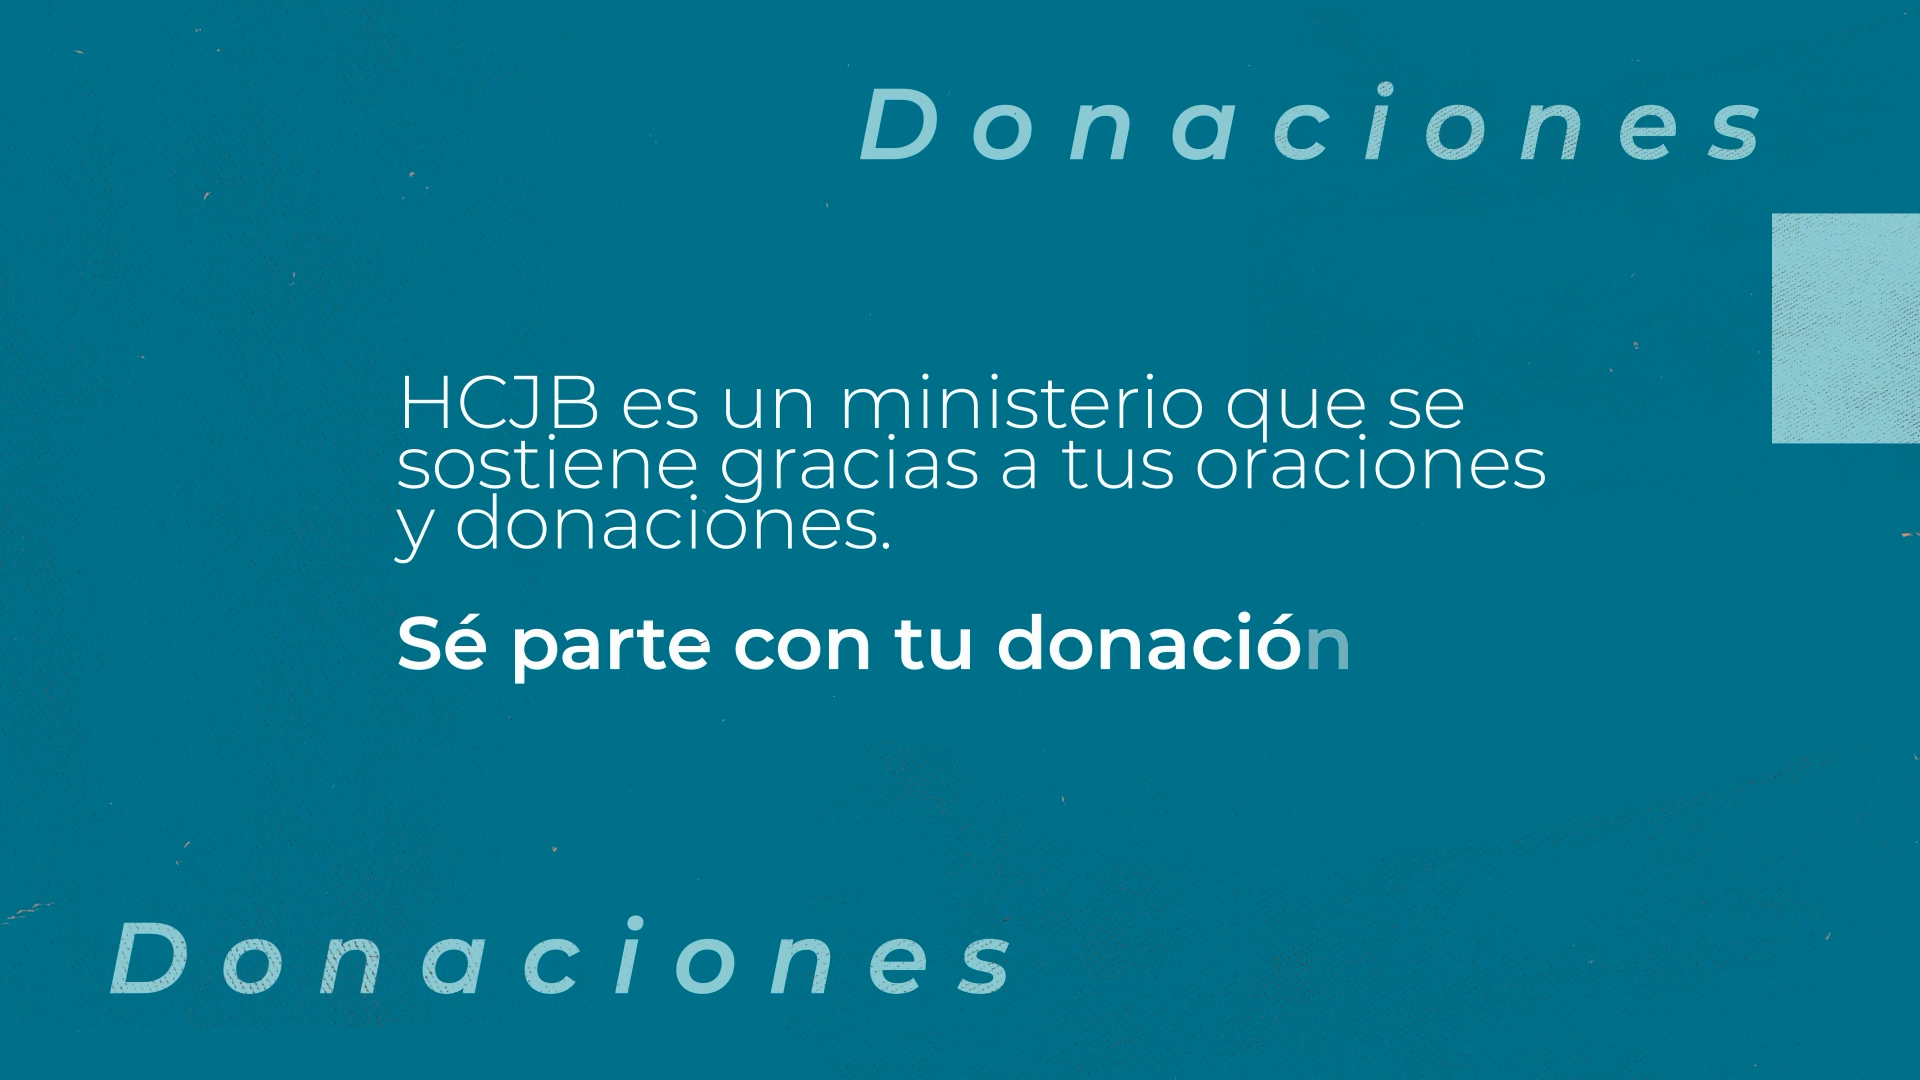 Donaciones
HCJB es un ministerio que se
sostiene gracias a tus oraciones
y donaciones.
Sé parte con tu donación
Donaciones